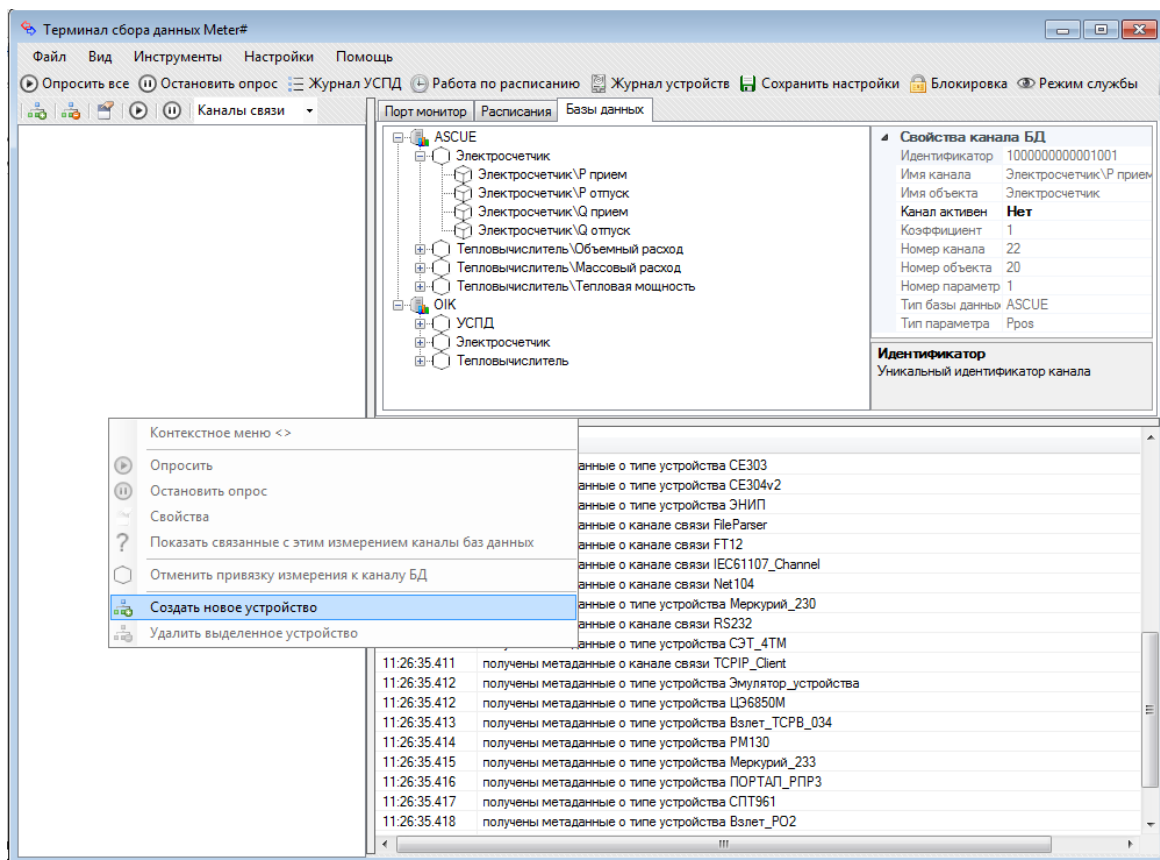 Терминал сбора данных Meter#
Файл Вид Инструменты Настройки Помощь
Опросить все Остановить опрос Журнал УСПД Работа по расписанию Журнал устройств Сохранить настройки Блокировка Режим службы
Каналы связи
Порт монитор Расписания Базы данных
ASCUE
Электросчетчик
Электросчетчик\P прием
Электросчетчик\P отпуск
Электросчетчик\Q прием
Электросчетчик\Q отпуск
Тепловычислитель\Объемный расход
Тепловычислитель\Массовый расход
Тепловычислитель\Тепловая мощность
OIK
УСПД
Электросчетчик
Тепловычислитель
Свойства канала БД
Идентификатор 1000000000001001
Имя канала Электросчетчик\P прием
Имя объекта Электросчетчик
Канал активен Нет
Коэффициент 1
Номер канала 22
Номер объекта 20
Номер параметр 1
Тип базы данных ASCUE
Тип параметра Ppos
Идентификатор
Уникальный идентификатор канала
Контекстное меню <>
Опросить
Остановить опрос
Свойства
Показать связанные с этим измерением каналы баз данных
Отменить привязку измерения к каналу БД
Создать новое устройство
Удалить выделенное устройство
анные о типе устройства CE303
анные о типе устройства CE304v2
анные о типе устройства ЭНИП
анные о канале связи FileParser
анные о канале связи FT12
анные о канале связи IEC61107_Channel
анные о канале связи Net104
анные о типе устройства Меркурий_230
анные о канале связи RS232
анные о типе устройства СЭТ_4ТМ
11:26:35.411 получены метаданные о канале связи TCPIP_Client
11:26:35.412 получены метаданные о типе устройства Эмулятор_устройства
11:26:35.412 получены метаданные о типе устройства ЦЭ6850М
11:26:35.413 получены метаданные о типе устройства Взлет_ТСРВ_034
11:26:35.414 получены метаданные о типе устройства PM130
11:26:35.415 получены метаданные о типе устройства Меркурий_233
11:26:35.416 получены метаданные о типе устройства ПОРТАЛ_РПРЗ
11:26:35.417 получены метаданные о типе устройства СПТ961
11:26:35.418 получены метаданные о типе устройства Взлет_РО2